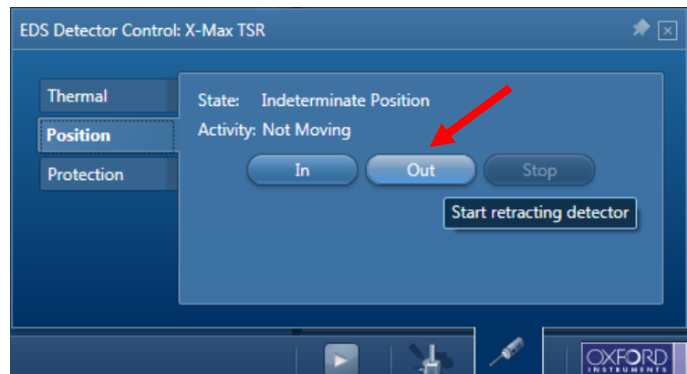 EDS Detector Control: X-Max TSR
Thermal
Position
Protection
State: Indeterminate Position
Activity: Not Moving
In Out Stop
Start retracting detector
OXFORD
INSTRUMENTS